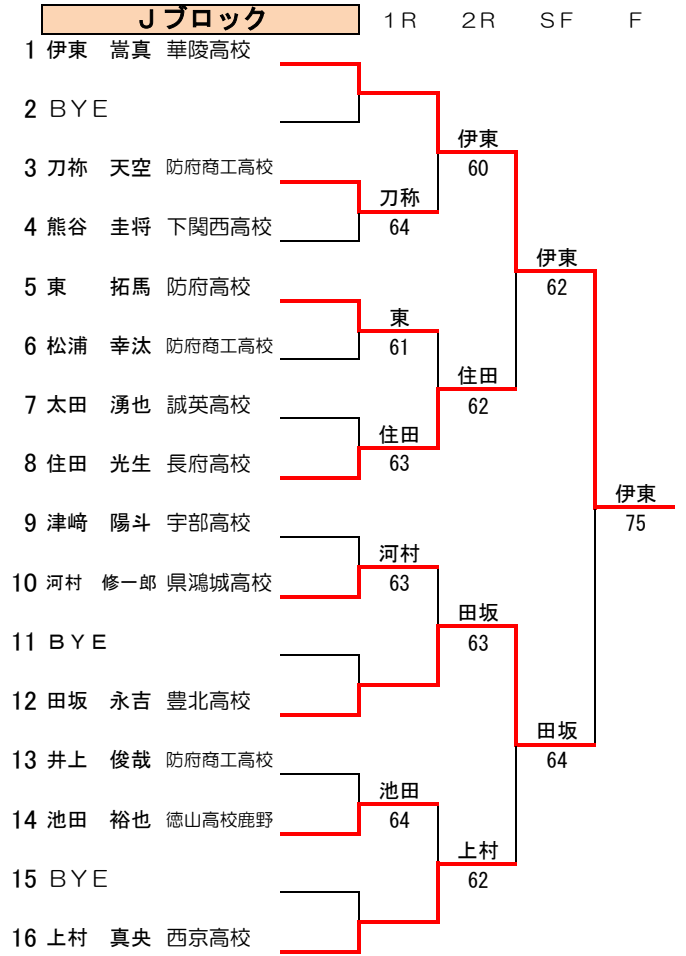 Ｊブロック １Ｒ ２Ｒ ＳＦ Ｆ
1 伊東　嵩真 華陵高校
2 ＢＹＥ
伊東
60
3 刀祢　天空 防府商工高校
刀称
64
4 熊谷　圭将 下関西高校
伊東
62
5 東　拓馬 防府高校
東
61
6 松浦　幸汰 防府商工高校
住田
62
7 太田　湧也 誠英高校
住田
63
8 住田　光生 長府高校
伊東
75
9 津﨑　陽斗 宇部高校
河村
63
10 河村　修一郎 県鴻城高校
田坂
63
11 ＢＹＥ
12 田坂　永吉 豊北高校
田坂
64
13 井上　俊哉 防府商工高校
池田
64
14 池田　裕也 徳山高校鹿野
上村
62
15 ＢＹＥ
16 上村　真央 西京高校